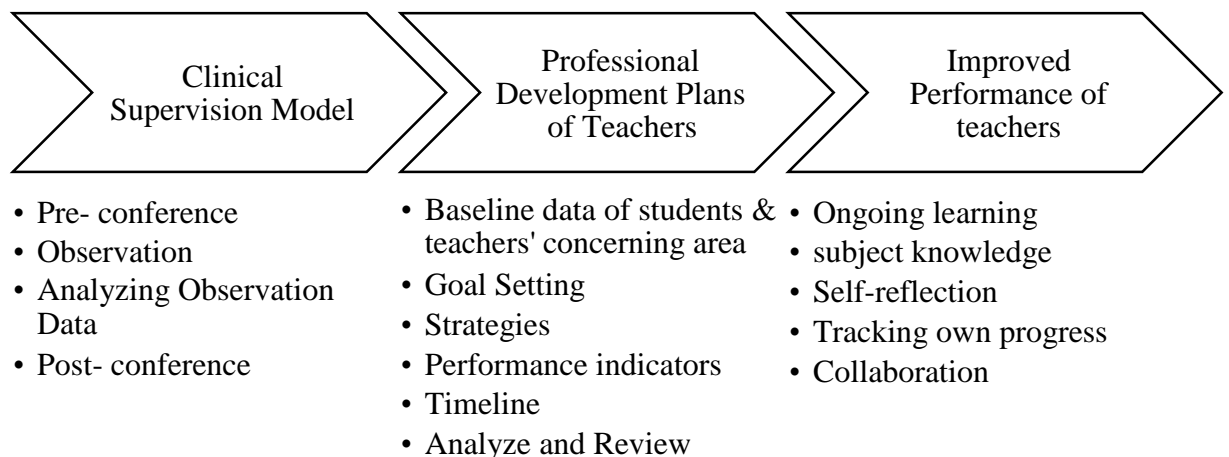 Clinical
Supervision Model
Professional
Development Plans
of Teachers
Improved
Performance of
teachers
• Pre- conference
• Observation
• Analyzing Observation
Data
• Post- conference
• Baseline data of students &
teachers' concerning area
• Goal Setting
• Strategies
• Performance indicators
• Timeline
• Analyze and Review
• Ongoing learning
• subject knowledge
• Self-reflection
• Tracking own progress
• Collaboration